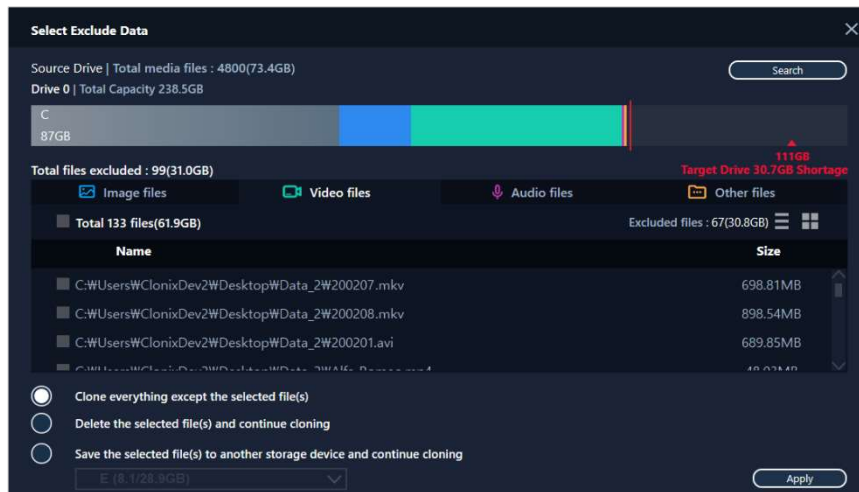 Select Exclude Data
Source Drive | Total media files : 4800(73.4GB)
Search
Drive 0 | Total Capacity 238.5GB
C
87GB
111GB
Total files excluded : 99(31.0GB)
Target Drive 30.7GB Shortage
Image files
Video files
Audio files
Other files
Total 133 files(61.9GB)
Excluded files : 67(30.8GB)
Name
Size
C:₩Users₩ClonixDev2₩Desktop₩Data_2₩200207.mkv
698.81MB
C:₩Users₩ClonixDev2₩Desktop₩Data_2₩200208.mkv
898.54MB
C:₩Users₩ClonixDev2₩Desktop₩Data_2₩200201.avi
689.85MB
Clone everything except the selected file(s)
Delete the selected file(s) and continue cloning
Save the selected file(s) to another storage device and continue cloning
E (8.1/28.9GB)
Apply